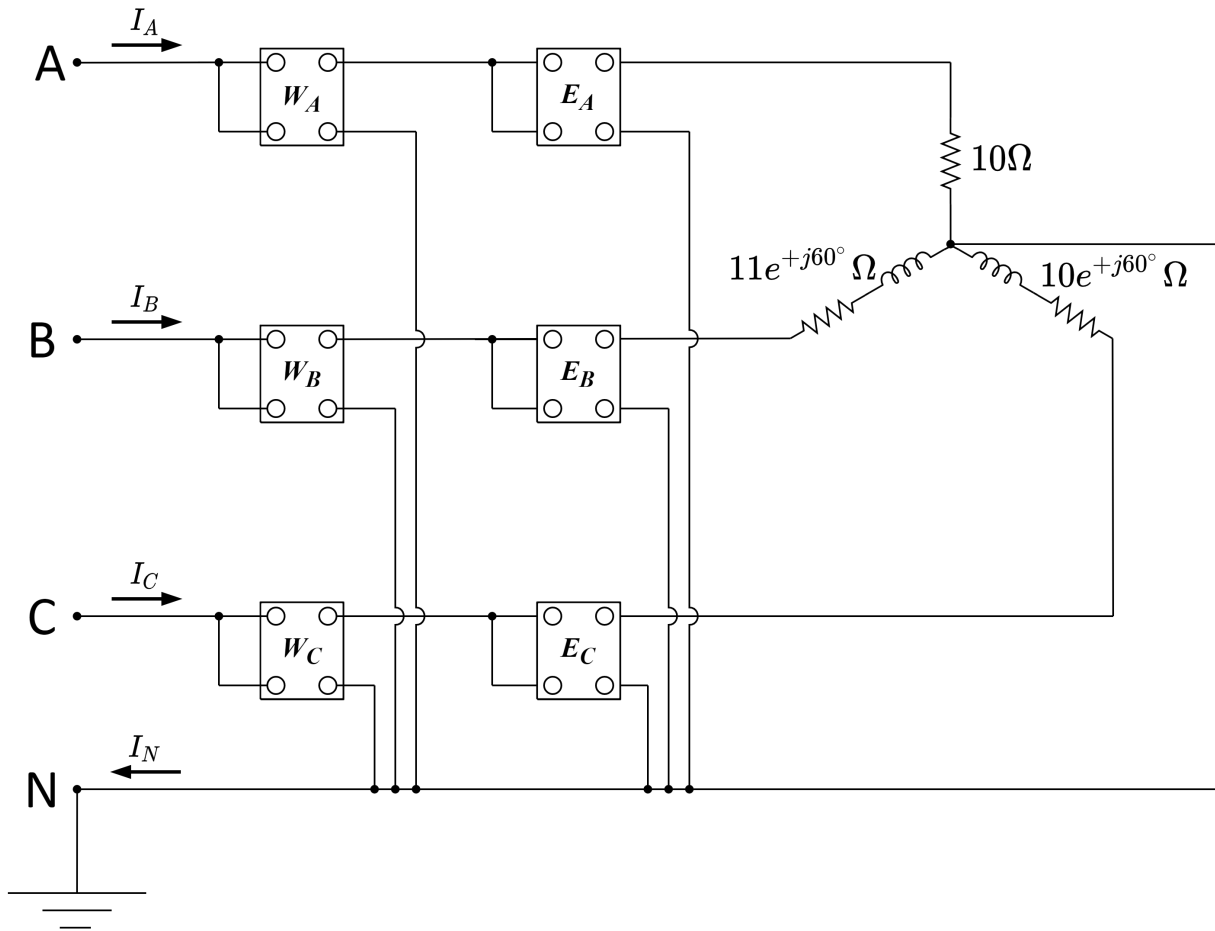 I_A
A
W_A
E_A
10Ω
11e^{+j60°} Ω
10e^{+j60°} Ω
I_B
B
W_B
E_B
I_C
C
W_C
E_C
I_N
N